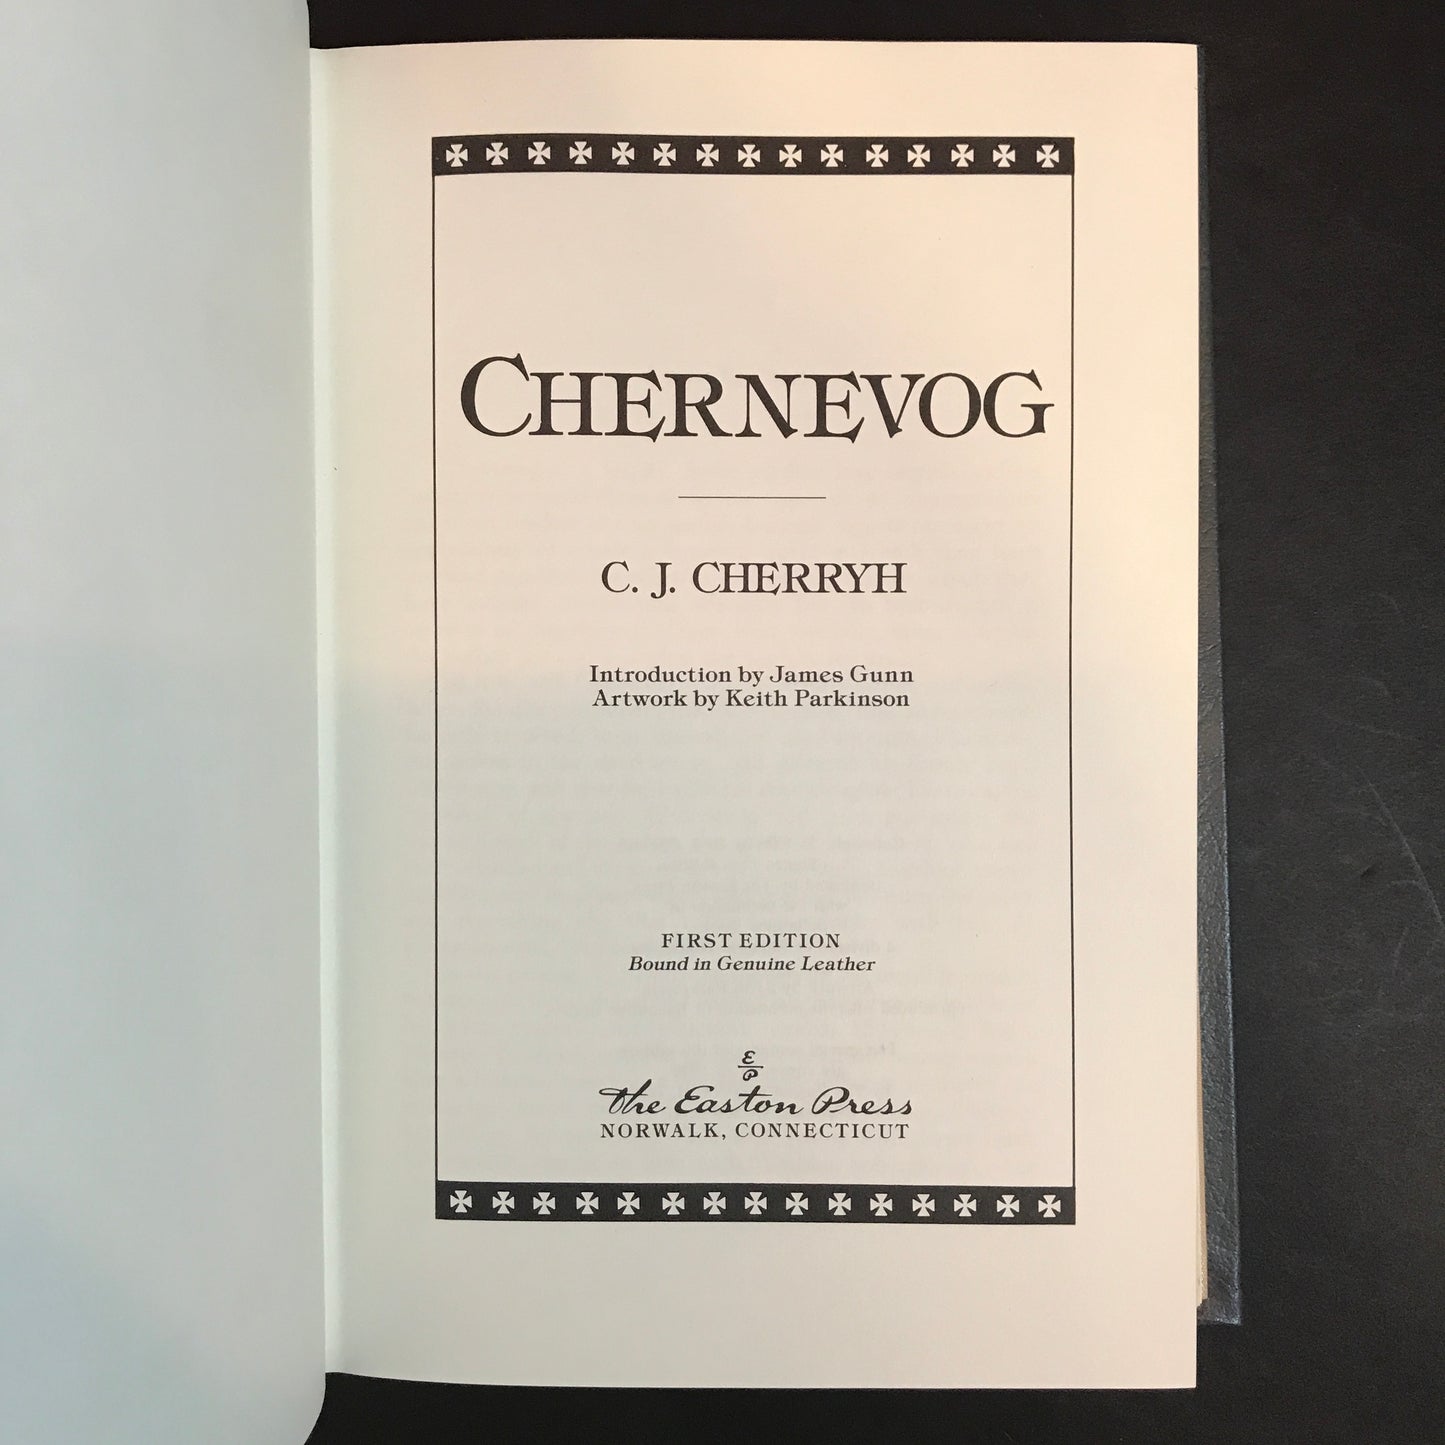 CHERNEVOG
C. J. CHERRYH
Introduction by James Gunn
Artwork by Keith Parkinson
FIRST EDITION
Bound in Genuine Leather
E
P
The Easton Press
NORWALK, CONNECTICUT